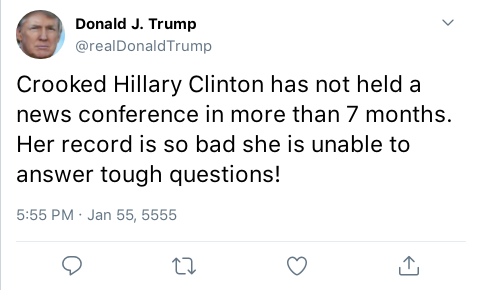 Donald J. Trump
@realDonaldTrump
Crooked Hillary Clinton has not held a
news conference in more than 7 months.
Her record is so bad she is unable to
answer tough questions!
5:55 PM · Jan 55, 5555